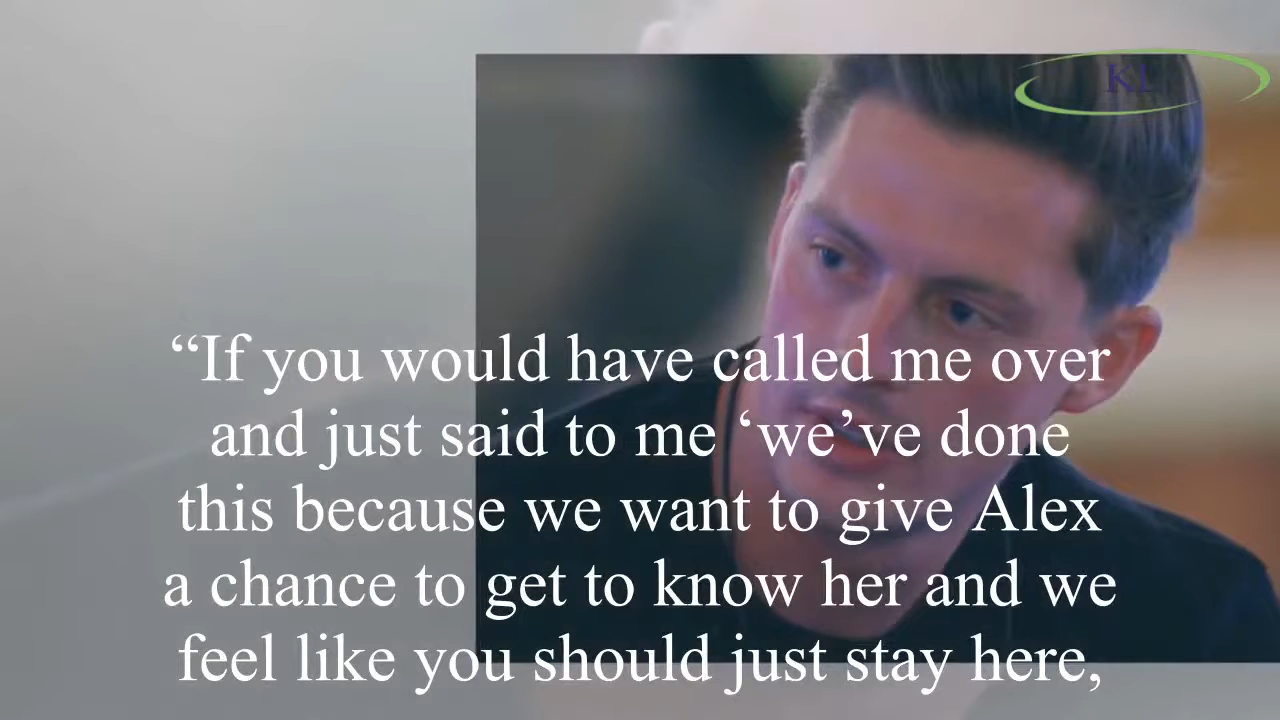 KL
“If you would have called me over
and just said to me ‘we’ve done
this because we want to give Alex
a chance to get to know her and we
feel like you should just stay here,